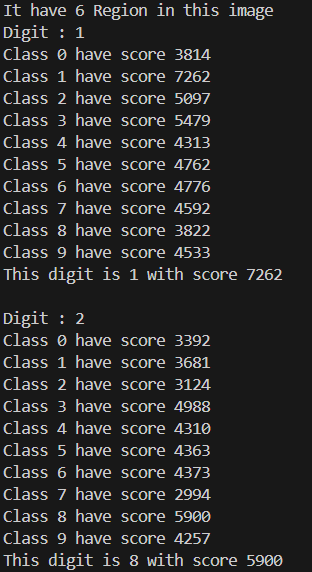 It have 6 Region in this image
Digit : 1
Class 0 have score 3814
Class 1 have score 7262
Class 2 have score 5097
Class 3 have score 5479
Class 4 have score 4313
Class 5 have score 4762
Class 6 have score 4776
Class 7 have score 4592
Class 8 have score 3822
Class 9 have score 4533
This digit is 1 with score 7262

Digit : 2
Class 0 have score 3392
Class 1 have score 3681
Class 2 have score 3124
Class 3 have score 4988
Class 4 have score 4310
Class 5 have score 4363
Class 6 have score 4373
Class 7 have score 2994
Class 8 have score 5900
Class 9 have score 4257
This digit is 8 with score 5900